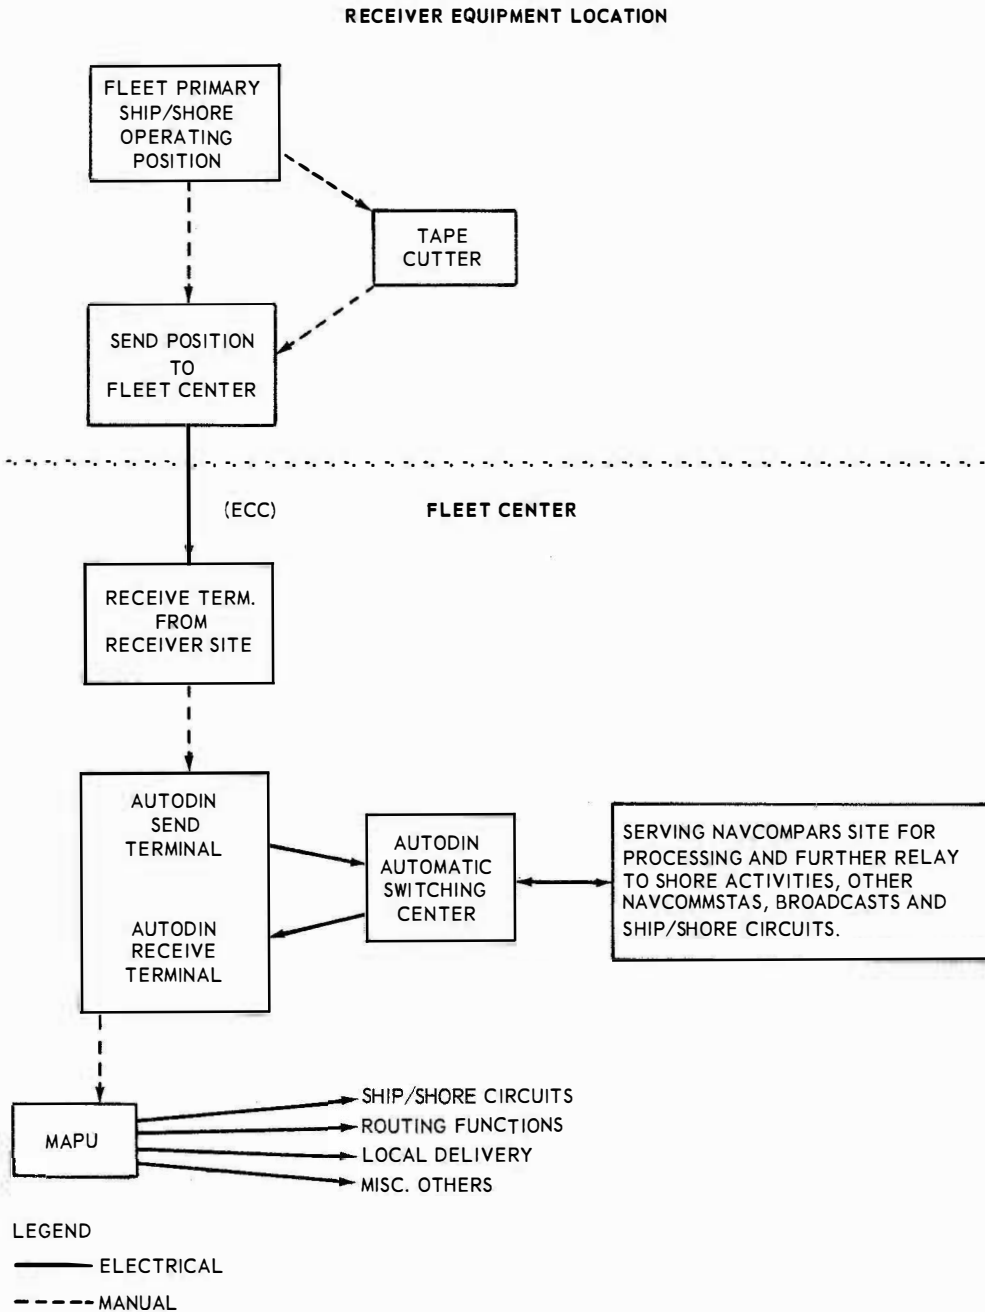 RECEIVER EQUIPMENT LOCATION
FLEET PRIMARY
SHIP/SHORE
OPERATING
POSITION
TAPE
CUTTER
SEND POSITION
TO
FLEET CENTER
(ECC)
FLEET CENTER
RECEIVE TERM.
FROM
RECEIVER SITE
AUTODIN
SEND
TERMINAL
AUTODIN
RECEIVE
TERMINAL
AUTODIN
AUTOMATIC
SWITCHING
CENTER
SERVING NAVCOMPARS SITE FOR
PROCESSING AND FURTHER RELAY
TO SHORE ACTIVITIES, OTHER
NAVCOMMSTAS, BROADCASTS AND
SHIP/SHORE CIRCUITS.
MAPU
SHIP/SHORE CIRCUITS
ROUTING FUNCTIONS
LOCAL DELIVERY
MISC. OTHERS
LEGEND
ELECTRICAL
MANUAL